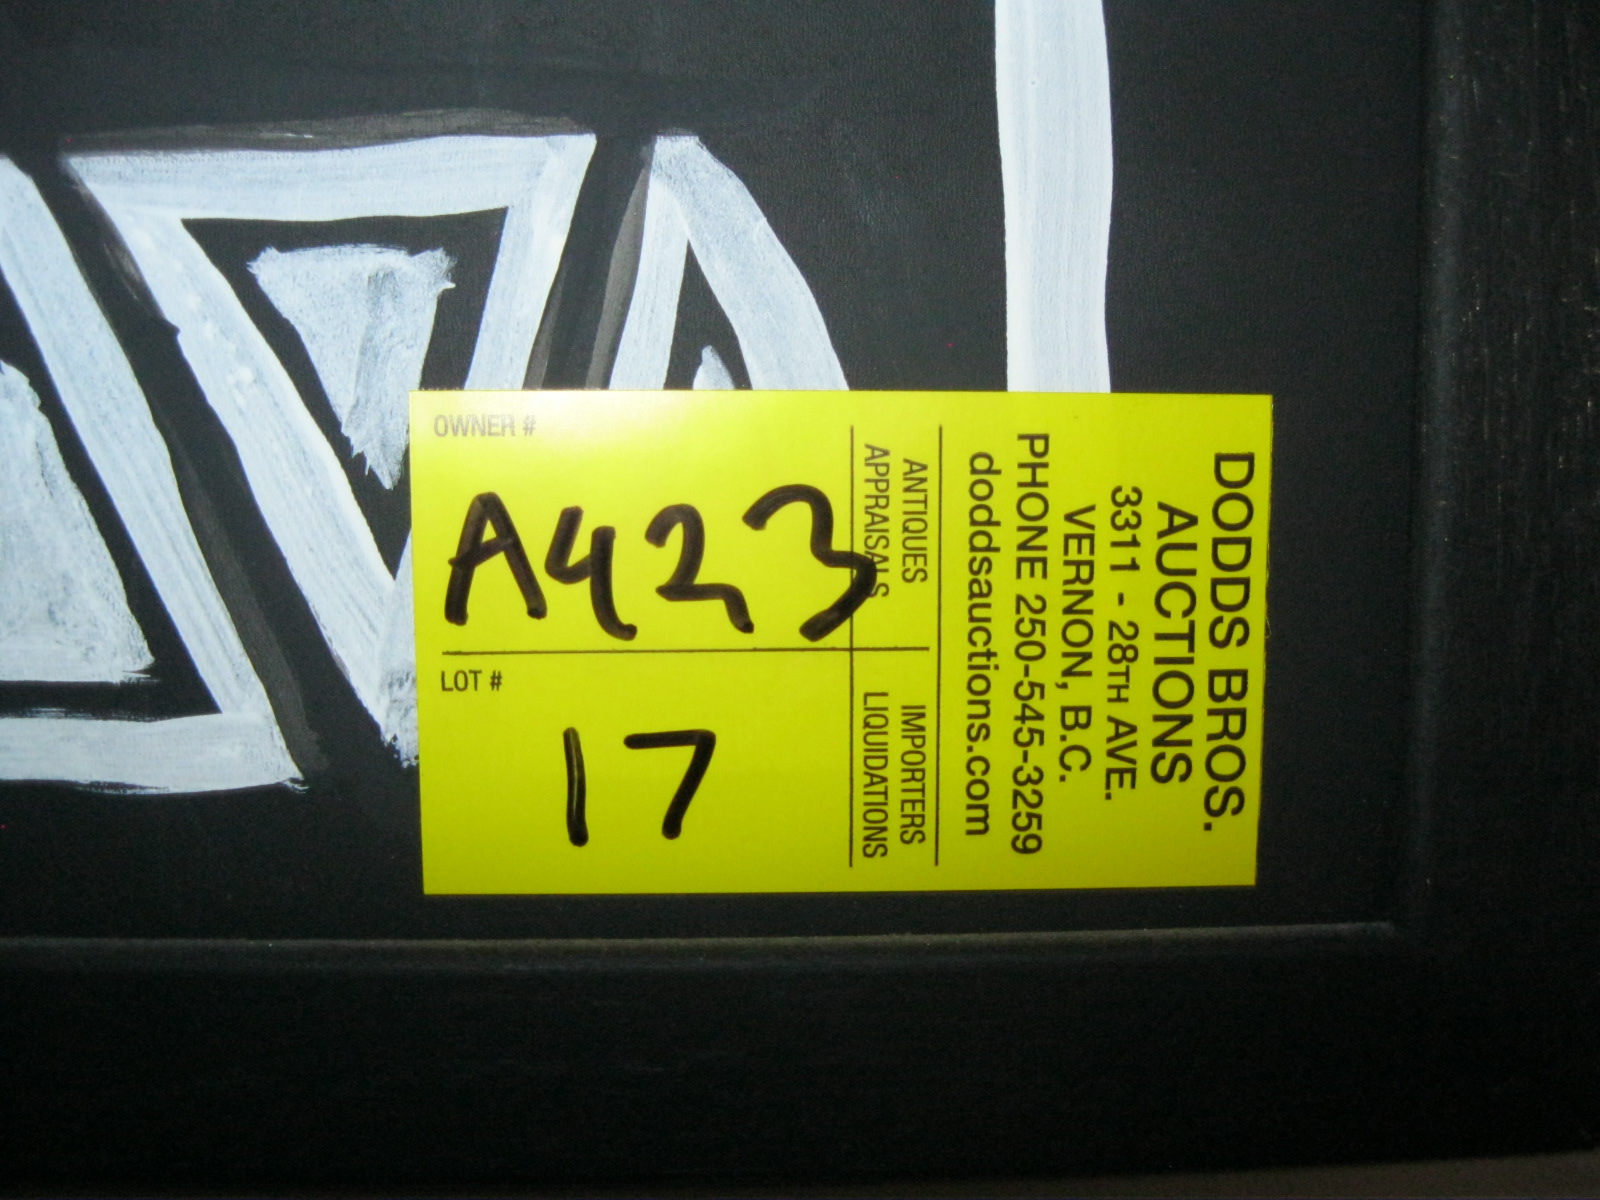 OWNER #
A423
LOT #
17
DODDS BROS.
AUCTIONS
3311 - 28TH AVE.
VERNON, B.C.
PHONE 250-545-3259
doddsauctions.com
ANTIQUES IMPORTERS
APPRAISALS LIQUIDATIONS